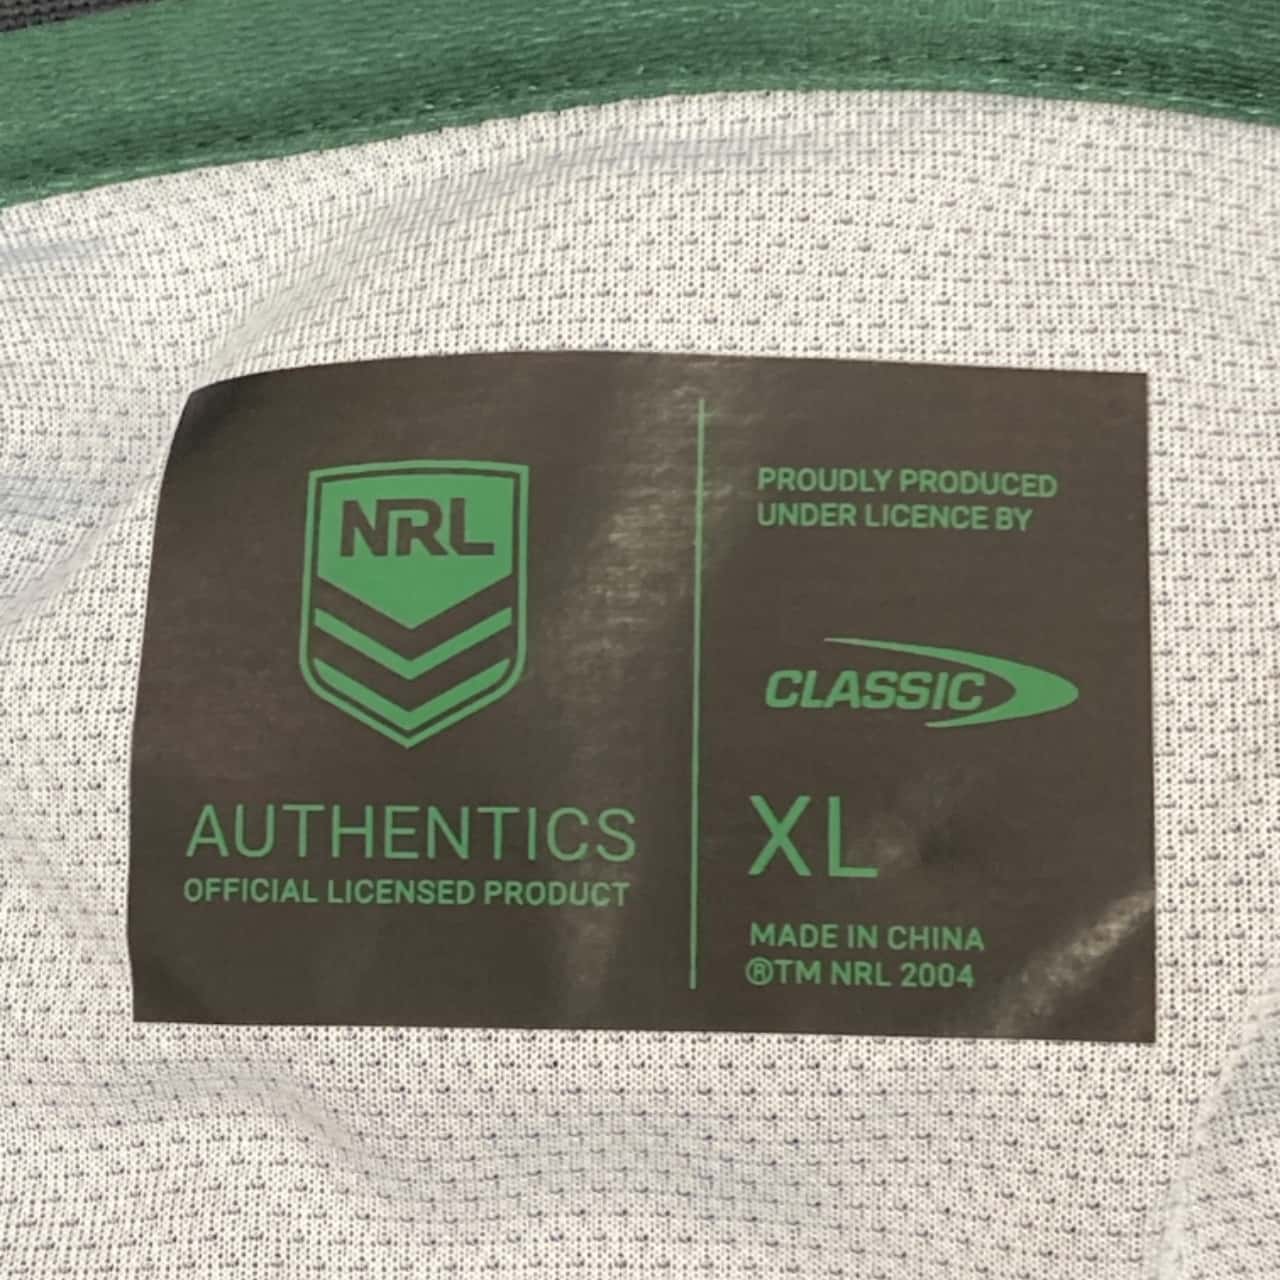 NRL
AUTHENTICS
OFFICIAL LICENSED PRODUCT
PROUDLY PRODUCED
UNDER LICENCE BY
CLASSIC
XL
MADE IN CHINA
®TM NRL 2004